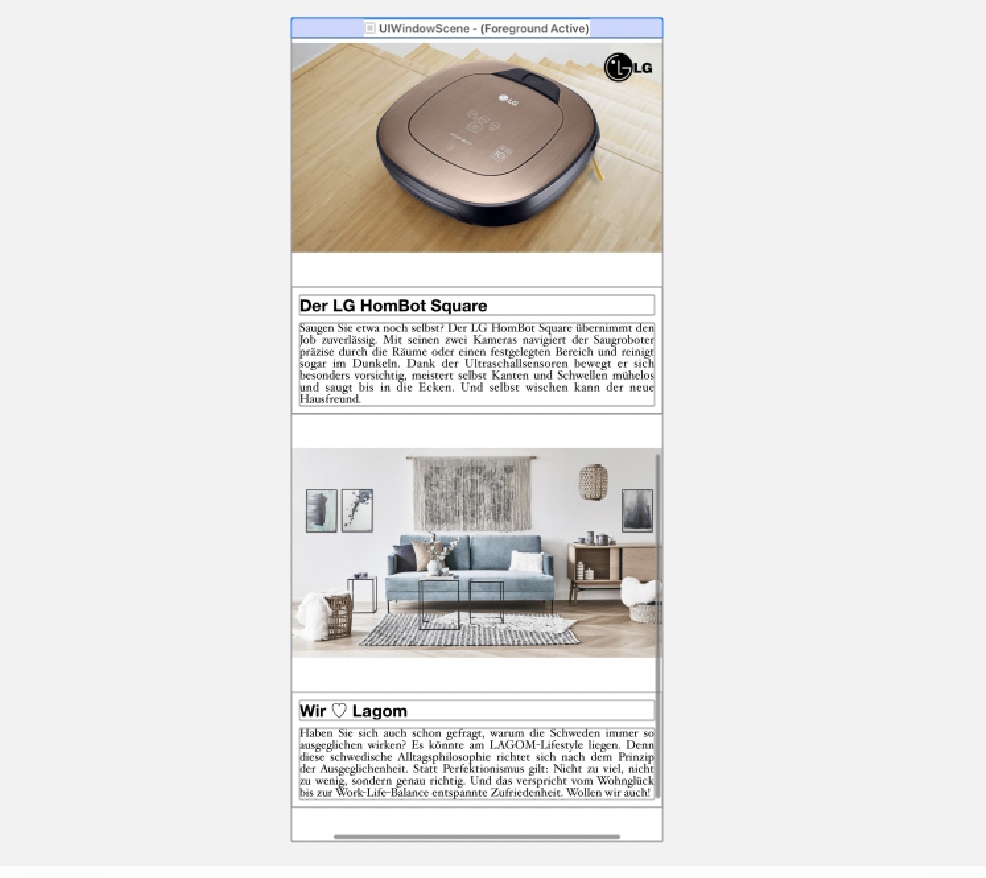 UIWindowScene - (Foreground Active)
LG
LG
Der LG HomBot Square
Saugen Sie etwa noch selbst? Der LG HomBot Square übernimmt den
Job zuverlässig. Mit seinen zwei Kameras navigiert der Saugroboter
präzise durch die Räume oder einen festgelegten Bereich und reinigt
sogar im Dunkeln. Dank der Ultraschallsensoren bewegt er sich
besonders vorsichtig, meistert selbst Kanten und Schwellen mühelos
und saugt bis in die Ecken. Und selbst wischen kann der neue
Hausfreund.
Wir ♡ Lagom
Haben Sie sich auch schon gefragt, warum die Schweden immer so
ausgeglichen wirken? Es könnte am LAGOM-Lifestyle liegen. Denn
diese schwedische Alltagsphilosophie richtet sich nach dem Prinzip
der Ausgeglichenheit. Statt Perfektionismus gilt: Nicht zu viel, nicht
zu wenig, sondern genau richtig. Und das verspricht vom Wohnglück
bis zur Work-Life-Balance entspannte Zufriedenheit. Wollen wir auch!